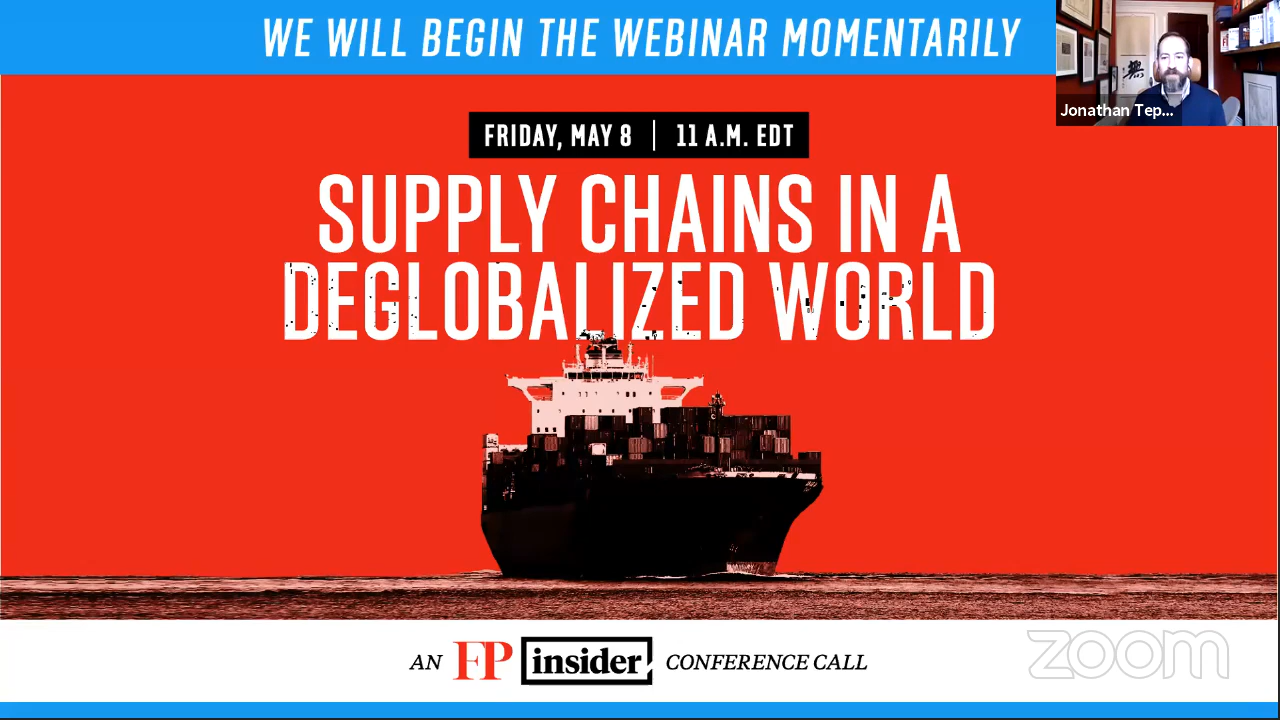 WE WILL BEGIN THE WEBINAR MOMENTARILY
Jonathan Tep...
FRIDAY, MAY 8 | 11 A.M. EDT
SUPPLY CHAINS IN A
DEGLOBALIZED WORLD
AN FP insider CONFERENCE CALL
zoom